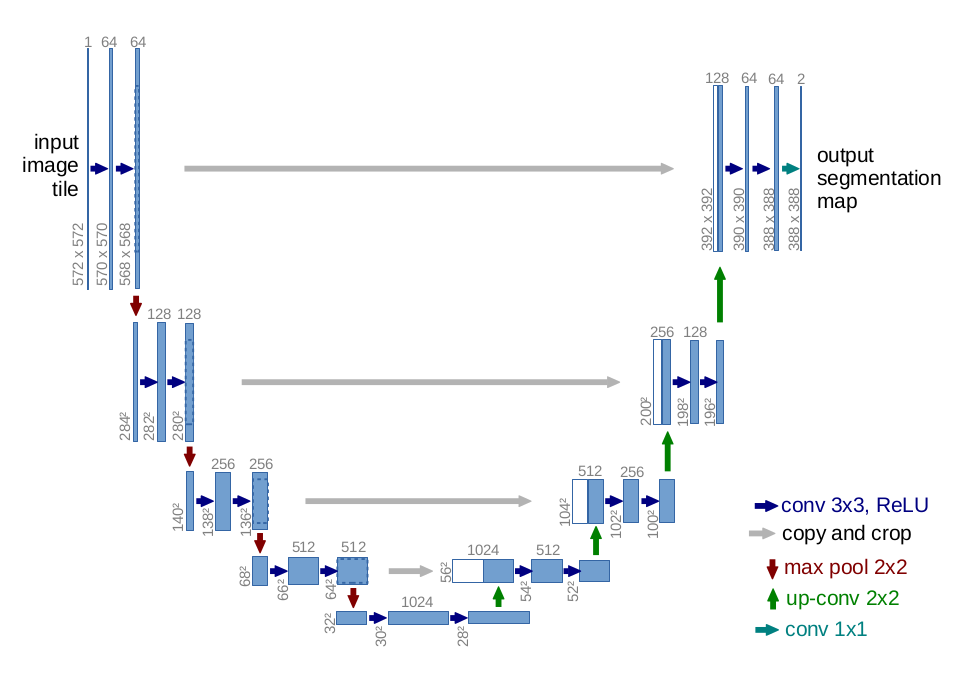 1 64 64
128 64 64 2
input
image
tile
output
segmentation
map
572 x 572
570 x 570
568 x 568
392 x 392
390 x 390
388 x 388
388 x 388
128 128
256 128
284²
282²
280²
200²
198²
196²
256 256
512 256
140²
138²
136²
104²
102²
100²
512 512
1024 512
68²
66²
64²
56²
54²
52²
1024
32²
30²
28²
conv 3x3, ReLU
copy and crop
max pool 2x2
up-conv 2x2
conv 1x1